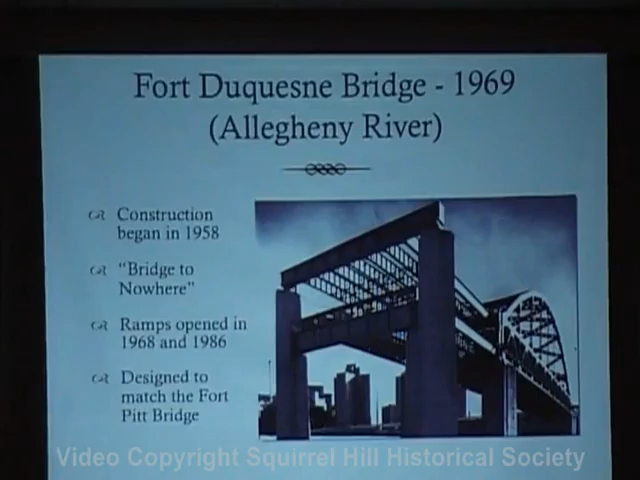 Fort Duquesne Bridge - 1969
(Allegheny River)
Construction
began in 1958
"Bridge to
Nowhere"
Ramps opened in
1968 and 1986
Designed to
match the Fort
Pitt Bridge
Video Copyright Squirrel Hill Historical Society